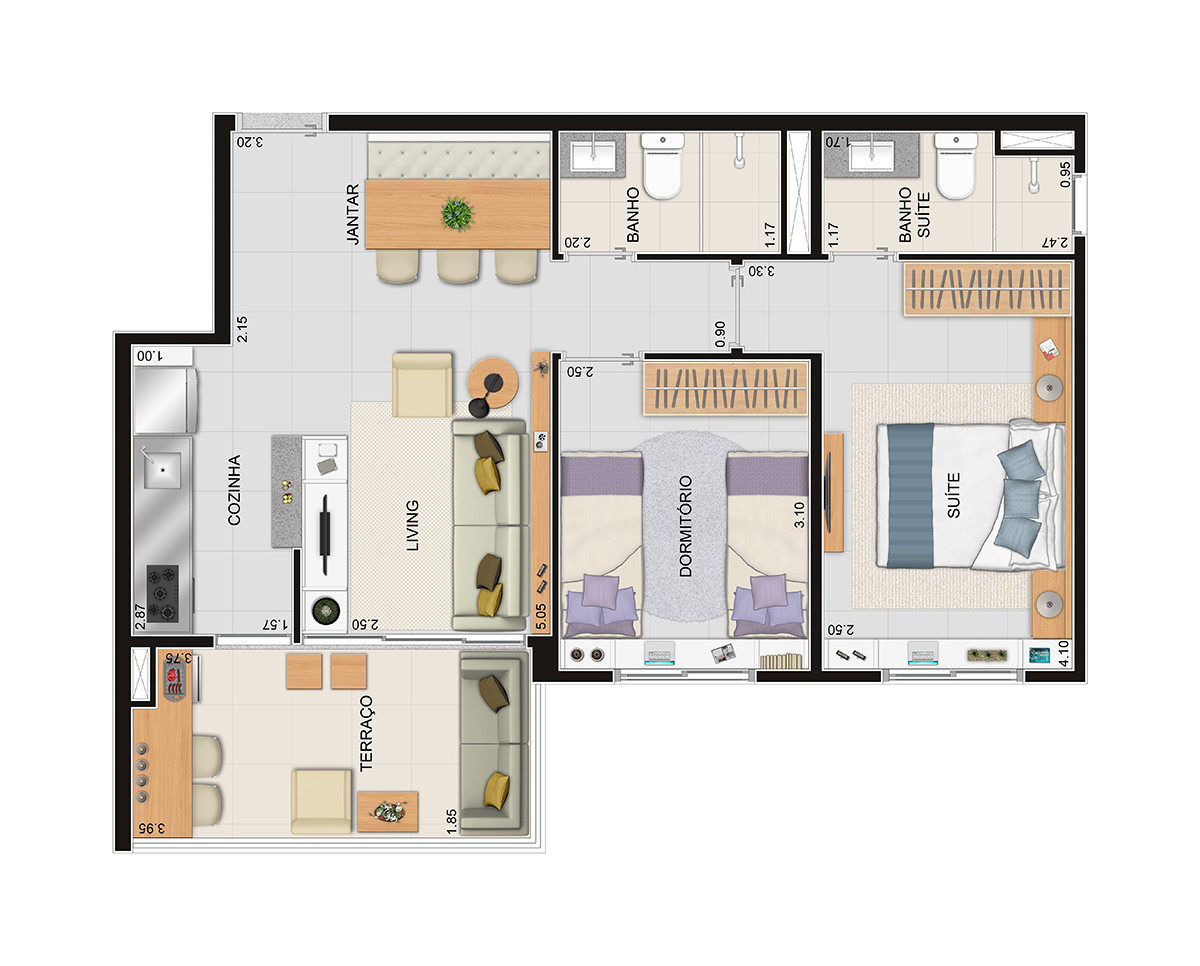 3.20
JANTAR
2.15
BANHO
2.20
1.17
1.70
BANHO
SUÍTE
0.95
1.17
2.47
3.30
0.90
1.00
COZINHA
2.87
1.57
LIVING
2.50
5.05
2.50
DORMITÓRIO
3.10
SUÍTE
2.50
4.10
3.75
TERRAÇO
3.95
1.85